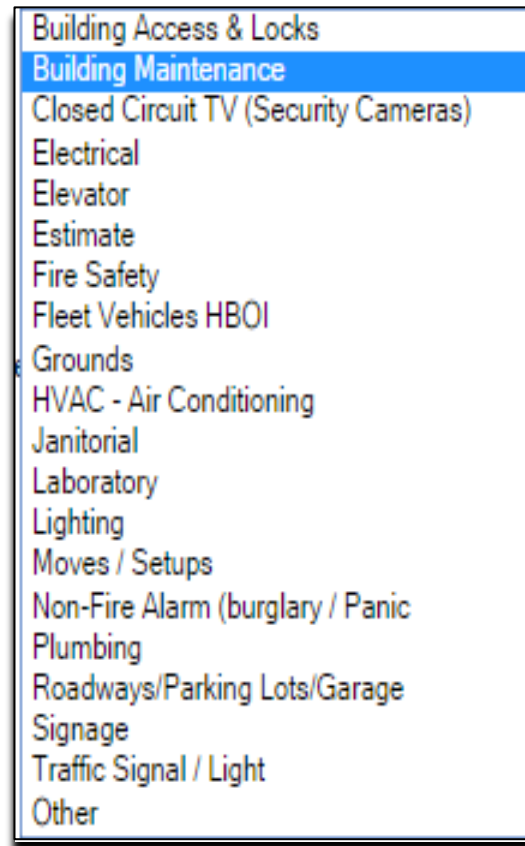 Building Access & Locks
Building Maintenance
Closed Circuit TV (Security Cameras)
Electrical
Elevator
Estimate
Fire Safety
Fleet Vehicles HBOI
Grounds
HVAC - Air Conditioning
Janitorial
Laboratory
Lighting
Moves / Setups
Non-Fire Alarm (burglary / Panic
Plumbing
Roadways/Parking Lots/Garage
Signage
Traffic Signal / Light
Other